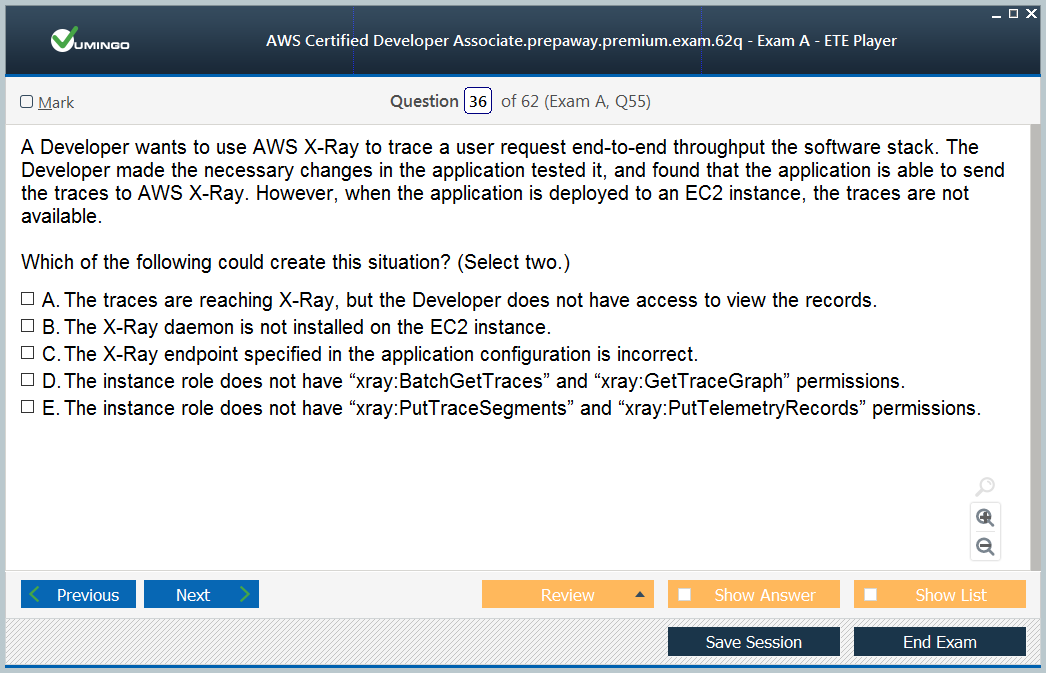 VUMINGO
AWS Certified Developer Associate.prepaway.premium.exam.62q - Exam A - ETE Player
Mark
Question 36 of 62 (Exam A, Q55)
A Developer wants to use AWS X-Ray to trace a user request end-to-end throughput the software stack. The
Developer made the necessary changes in the application tested it, and found that the application is able to send
the traces to AWS X-Ray. However, when the application is deployed to an EC2 instance, the traces are not
available.
Which of the following could create this situation? (Select two.)
A. The traces are reaching X-Ray, but the Developer does not have access to view the records.
B. The X-Ray daemon is not installed on the EC2 instance.
C. The X-Ray endpoint specified in the application configuration is incorrect.
D. The instance role does not have “xray:BatchGetTraces” and “xray:GetTraceGraph” permissions.
E. The instance role does not have “xray:PutTraceSegments” and “xray:PutTelemetryRecords” permissions.
Previous
Next
Review
Show Answer
Show List
Save Session
End Exam